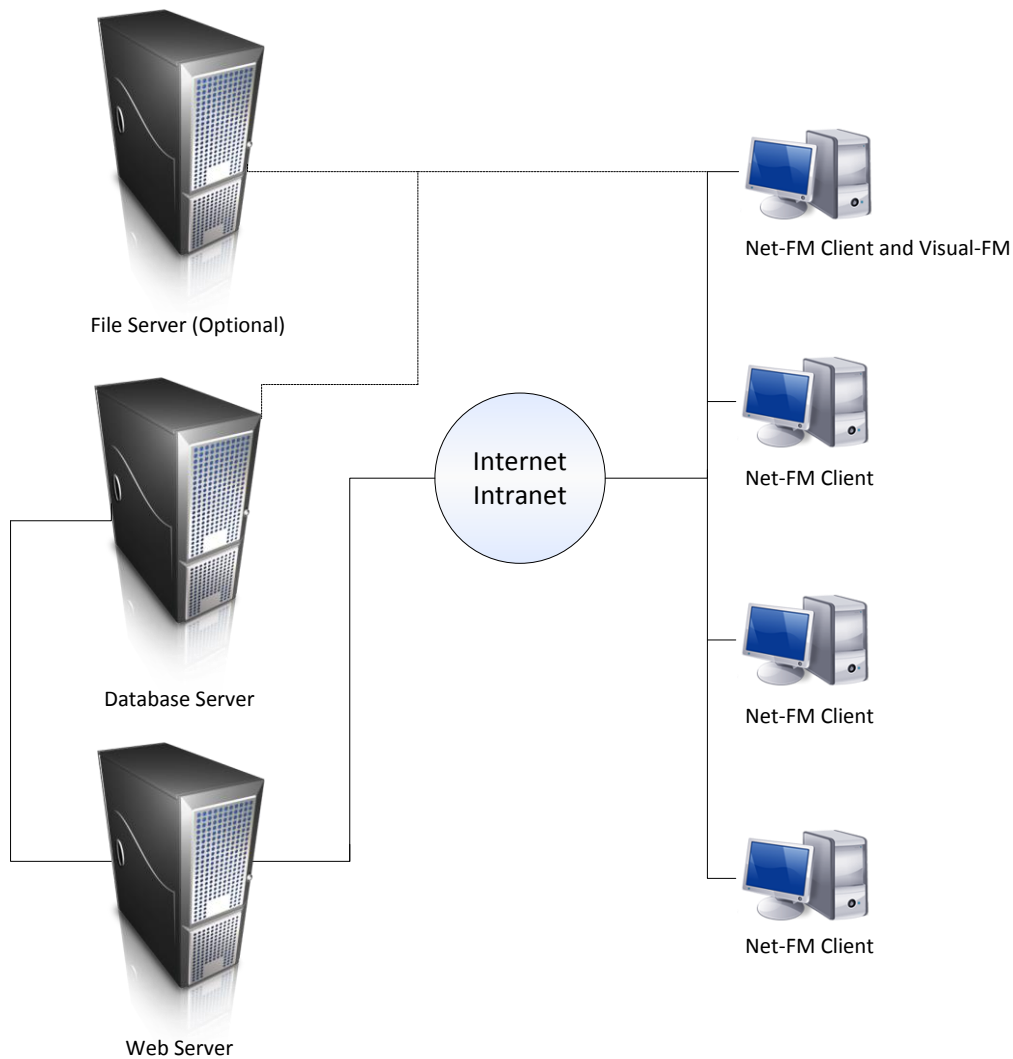 Net-FM Client and Visual-FM
File Server (Optional)
Internet
Intranet
Net-FM Client
Database Server
Net-FM Client
Net-FM Client
Web Server